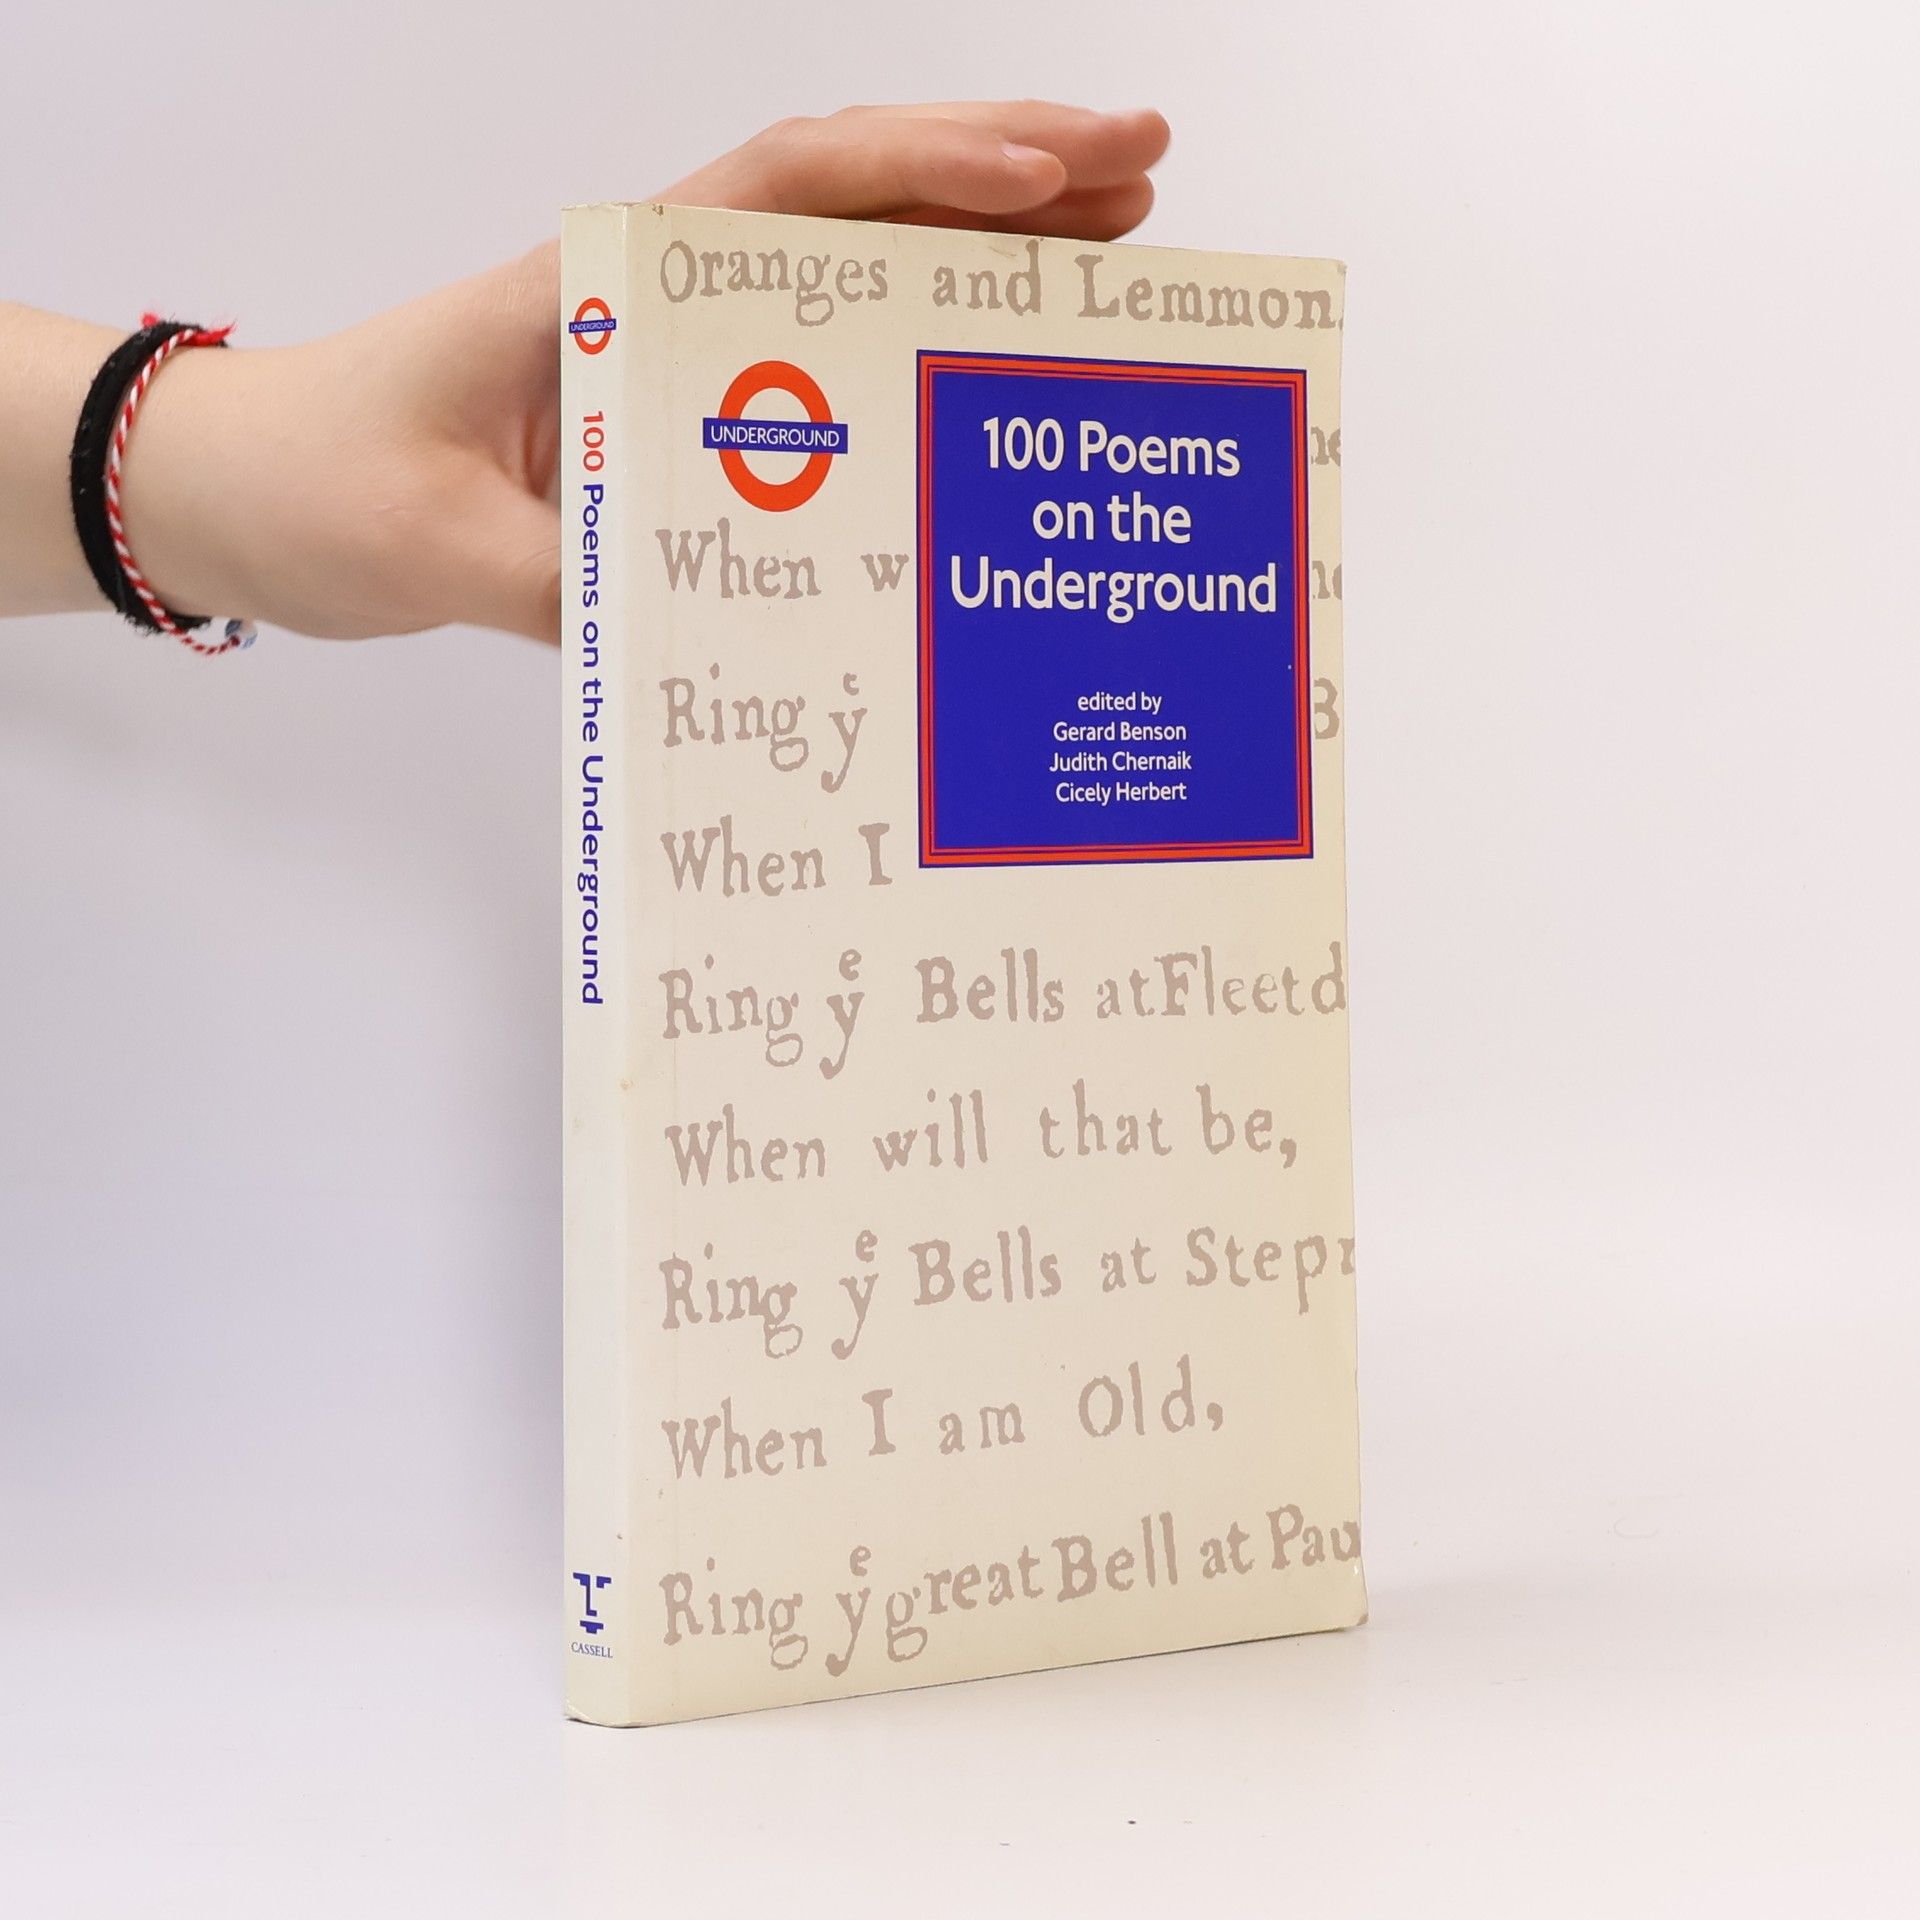 UNDERGROUND
100 Poems on the Underground
CASSELL
Oranges and Lemmon
UNDERGROUND
100 Poems
on the
Underground
edited by
Gerard Benson
Judith Chernaik
Cicely Herbert
When w
Ring yͤ B
When I
Ring yͤ Bells at Fleetd
When will that be,
Ring yͤ Bells at Step
When I am Old,
Ring yͤ great Bell at Pau